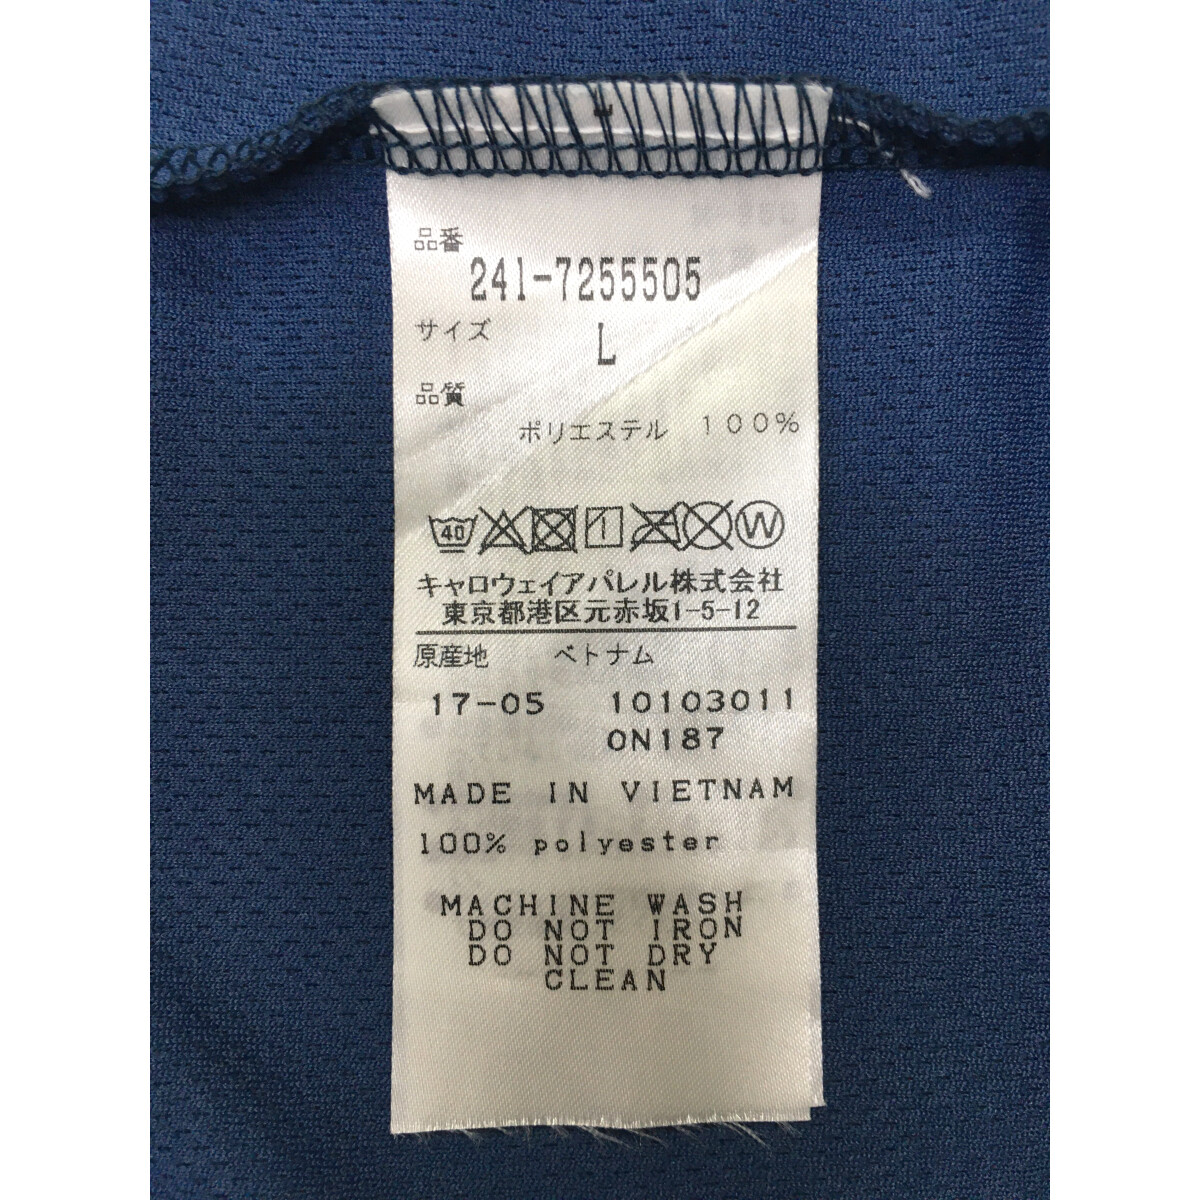 品番
241-7255505
サイズ
L
品質
ポリエステル 100%
40 W
キャロウェイアパレル株式会社
東京都港区元赤坂1-5-12
原産地 ベトナム
17-05 10103011
0N187
MADE IN VIETNAM
100% polyester
MACHINE WASH
DO NOT IRON
DO NOT DRY
CLEAN